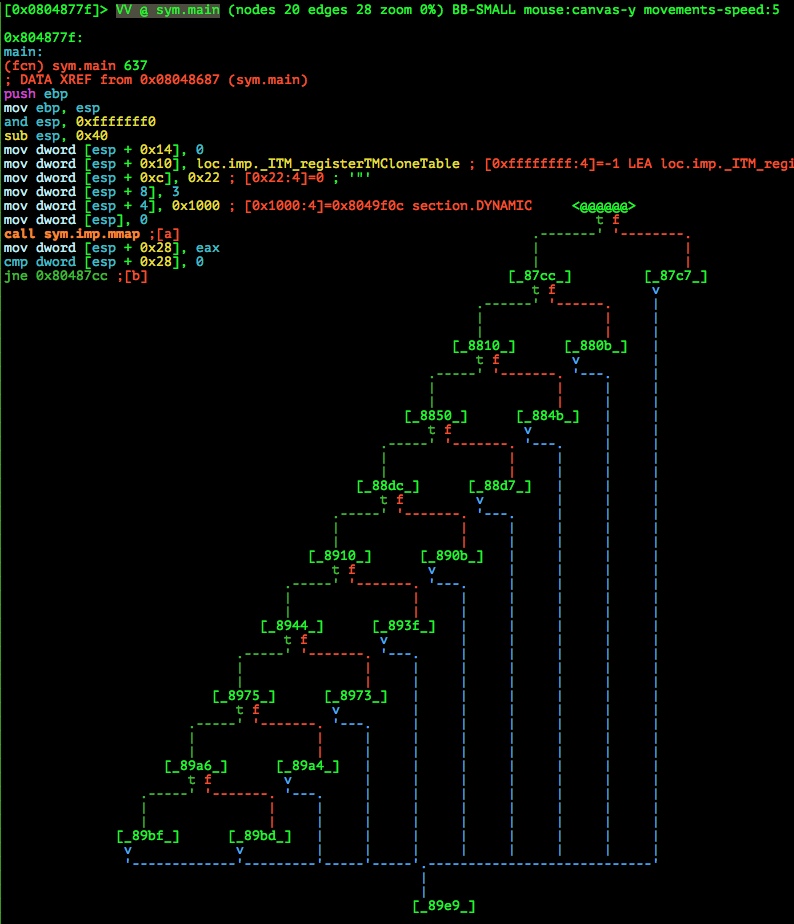 [0x0804877f]> VV @ sym.main (nodes 20 edges 28 zoom 0%) BB-SMALL mouse:canvas-y movements-speed:5
0x804877f:
main:
(fcn) sym.main 637
; DATA XREF from 0x08048687 (sym.main)
push ebp
mov ebp, esp
and esp, 0xfffffff0
sub esp, 0x40
mov dword [esp + 0x14], 0
mov dword [esp + 0x10], loc.imp._ITM_registerTMCloneTable ; [0xffffffff:4]=-1 LEA loc.imp._ITM_regi
mov dword [esp + 0xc], 0x22 ; [0x22:4]=0 ; '"'
mov dword [esp + 8], 3
mov dword [esp + 4], 0x1000 ; [0x1000:4]=0x8049f0c section.DYNAMIC <@@@@@@>
mov dword [esp], 0 t f
call sym.imp.mmap ;[a]
mov dword [esp + 0x28], eax
cmp dword [esp + 0x28], 0
jne 0x80487cc ;[b] [_87cc_] [_87c7_]
t f v
[_8810_] [_880b_]
t f v
[_8850_] [_884b_]
t f v
[_88dc_] [_88d7_]
t f v
[_8910_] [_890b_]
t f v
[_8944_] [_893f_]
t f v
[_8975_] [_8973_]
t f v
[_89a6_] [_89a4_]
t f v
[_89bf_] [_89bd_]
v v
[_89e9_]